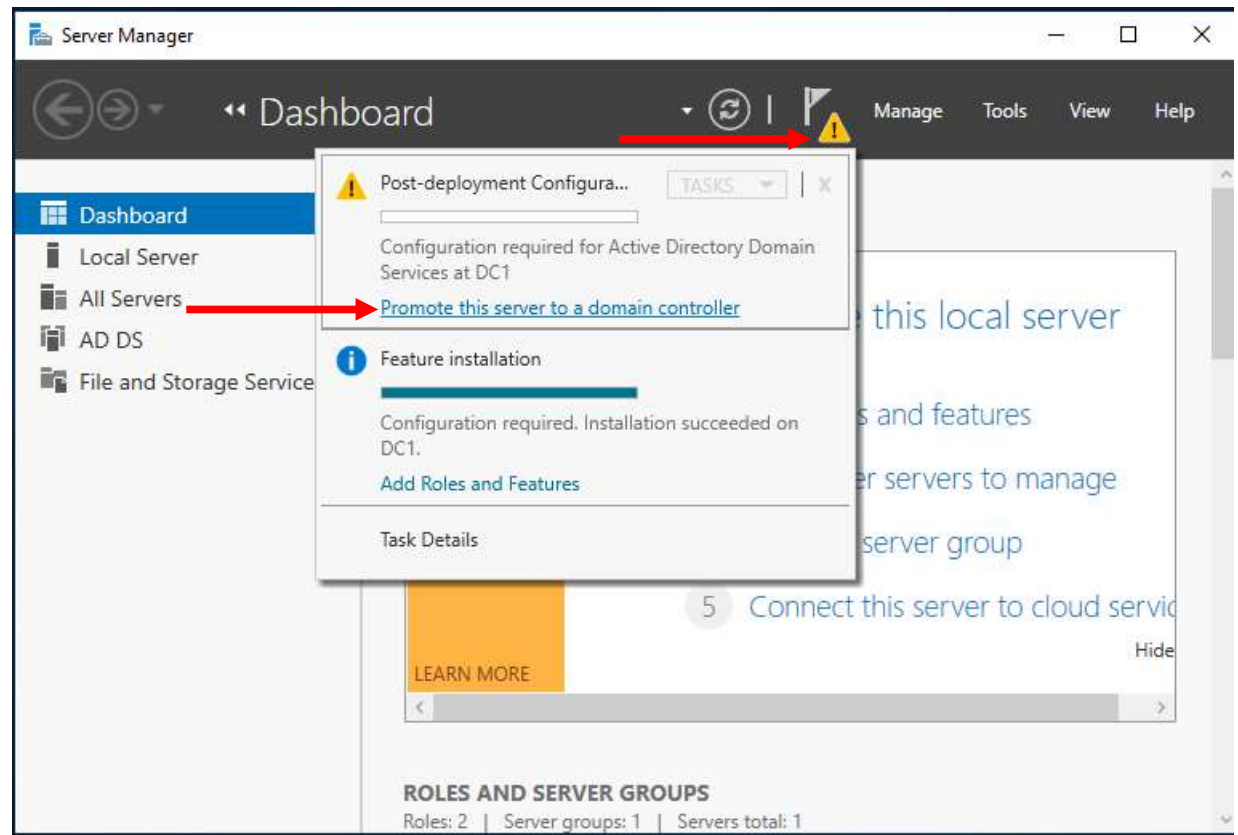 Server Manager
Dashboard
Manage Tools View Help
Dashboard
Local Server
All Servers
AD DS
File and Storage Service
Post-deployment Configura...
TASKS
X
Configuration required for Active Directory Domain
Services at DC1
Promote this server to a domain controller
Feature installation
Configuration required. Installation succeeded on
DC1.
Add Roles and Features
Task Details
this local server
s and features
er servers to manage
server group
5 Connect this server to cloud servic
Hide
LEARN MORE
ROLES AND SERVER GROUPS
Roles: 2 | Server groups: 1 | Servers total: 1